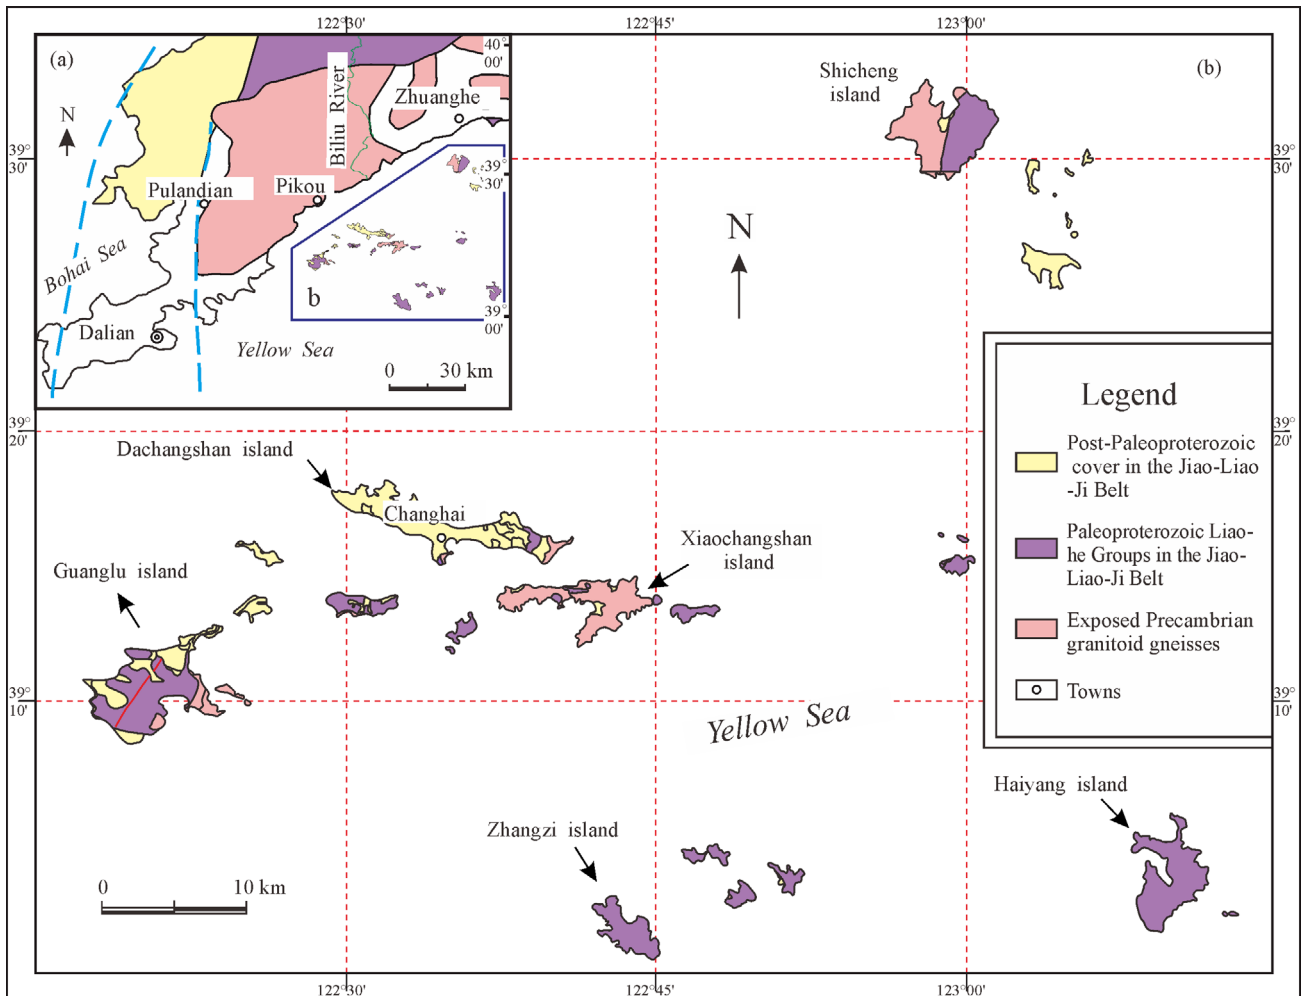 122°30'
122°45'
123°00'
(a)
40°
00'
N
Biliu River
Zhuanghe
39°
30'
Pulandian
Pikou
39°
30'
Bohai Sea
b
39°
00'
Dalian
Yellow Sea
0
30 km
(b)
Shicheng
island
39°
30'
N
39°
20'
39°
20'
Legend
Post-Paleoproterozoic
cover in the Jiao-Liao
-Ji Belt
Paleoproterozoic Liao-
he Groups in the Jiao-
Liao-Ji Belt
Exposed Precambrian
granitoid gneisses
Towns
Dachangshan island
Changhai
Xiaochangshan
island
Guanglu island
39°
10'
39°
10'
Yellow Sea
Haiyang island
Zhangzi island
0
10 km
122°30'
122°45'
123°00'